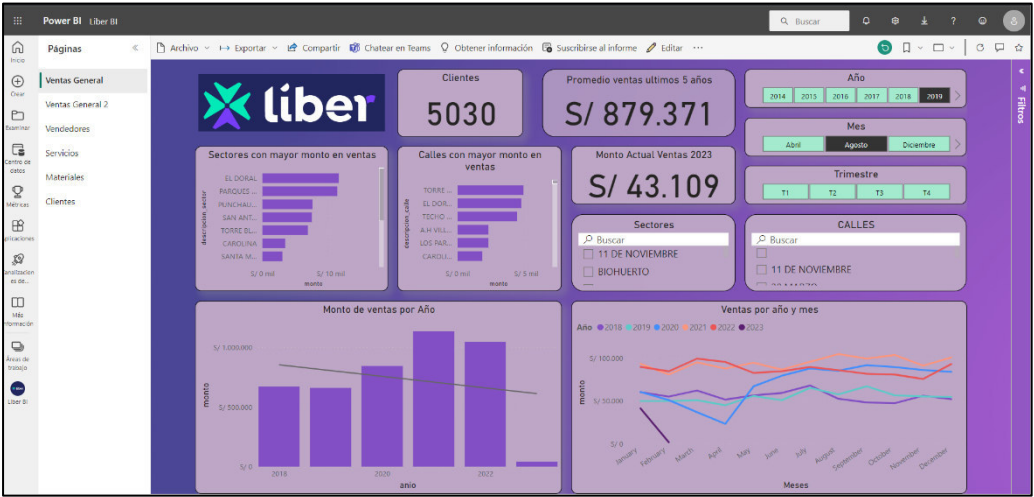 Power BI Liber BI
Buscar
Inicio
Crear
Examinar
Centro de
datos
Métricas
Aplicaciones
es de...
Más
Áreas de
trabajo
Liber BI
Páginas
Ventas General
Ventas General 2
Vendedores
Servicios
Materiales
Clientes
Archivo Exportar Compartir Chatear en Teams Obtener información Suscribirse al informe Editar ...
liber
Clientes
5030
Promedio ventas ultimos 5 años
S/ 879.371
Año
2014 2015 2016 2017 2018 2019
Mes
Abril Agosto Diciembre
Trimestre
T1 T2 T3 T4
Filtros
Sectores con mayor monto en ventas
descripcion_sector
EL DORAL
PARQUES ...
PUNCHAU...
SAN ANT...
TORRE BL...
CAROLINA
SANTA M...
S/ 0 mil S/ 10 mil
monto
Calles con mayor monto en
ventas
descripcion_calle
TORRE ...
EL DOR...
TECHO ...
A.H VILL...
LOS PAR...
CAROLI...
S/ 0 mil S/ 5 mil
monto
Monto Actual Ventas 2023
S/ 43.109
Sectores
Buscar
11 DE NOVIEMBRE
BIOHUERTO
CALLES
Buscar
11 DE NOVIEMBRE
Monto de ventas por Año
monto
S/ 1.000.000
S/ 500.000
S/ 0
2018 2020 2022
anio
Ventas por año y mes
Año 2018 2019 2020 2021 2022 2023
monto
S/ 100.000
S/ 50.000
S/ 0
January February March April May June July August September October November December
Meses